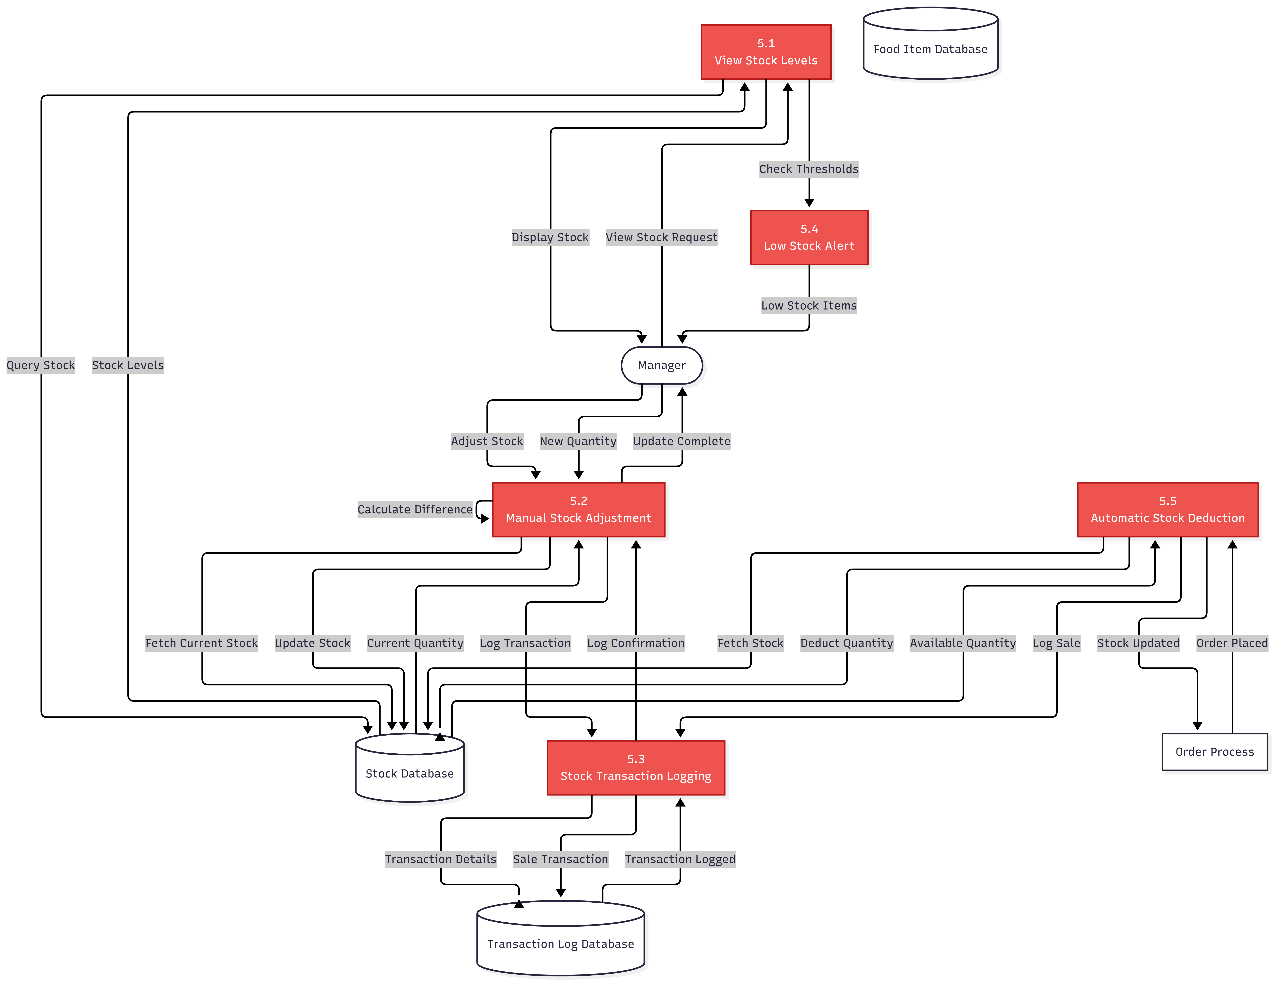 5.1
View Stock Levels
Food Item Database
Check Thresholds
Display Stock
View Stock Request
5.4
Low Stock Alert
Low Stock Items
Query Stock
Stock Levels
Manager
Adjust Stock
New Quantity
Update Complete
Calculate Difference
5.2
Manual Stock Adjustment
5.5
Automatic Stock Deduction
Fetch Current Stock
Update Stock
Current Quantity
Log Transaction
Log Confirmation
Fetch Stock
Deduct Quantity
Available Quantity
Log Sale
Stock Updated
Order Placed
Stock Database
5.3
Stock Transaction Logging
Order Process
Transaction Details
Sale Transaction
Transaction Logged
Transaction Log Database